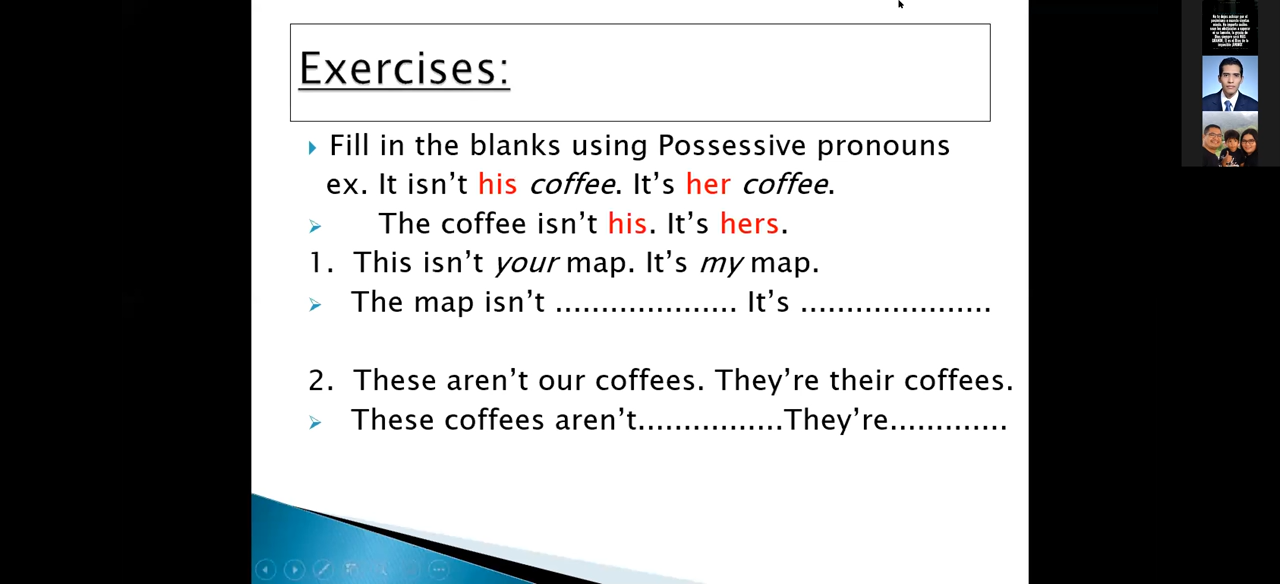 Exercises:
Fill in the blanks using Possessive pronouns
ex. It isn’t his coffee. It’s her coffee.
The coffee isn’t his. It’s hers.
1. This isn’t your map. It’s my map.
The map isn’t .................... It’s .....................
2. These aren’t our coffees. They’re their coffees.
These coffees aren’t................They’re.............